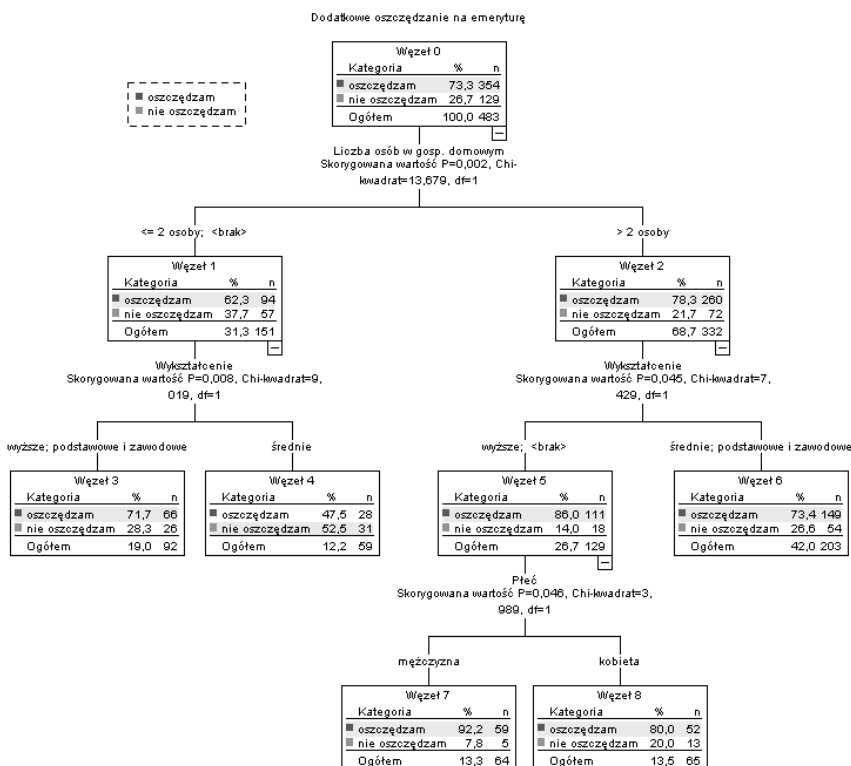 Dodatkowe oszczędzanie na emeryturę
oszczędzam
nie oszczędzam
Węzeł 0
Kategoria % n
oszczędzam 73,3 354
nie oszczędzam 26,7 129
Ogółem 100,0 483
Liczba osób w gosp. domowym
Skorygowana wartość P=0,002, Chi-
kwadrat=13,679, df=1
<= 2 osoby; <brak>
> 2 osoby
Węzeł 1
Kategoria % n
oszczędzam 62,3 94
nie oszczędzam 37,7 57
Ogółem 31,3 151
Węzeł 2
Kategoria % n
oszczędzam 78,3 260
nie oszczędzam 21,7 72
Ogółem 68,7 332
Wykształcenie
Skorygowana wartość P=0,008, Chi-kwadrat=9,
019, df=1
Wykształcenie
Skorygowana wartość P=0,045, Chi-kwadrat=7,
429, df=1
wyższe; podstawowe i zawodowe
średnie
wyższe; <brak>
średnie; podstawowe i zawodowe
Węzeł 3
Kategoria % n
oszczędzam 71,7 66
nie oszczędzam 28,3 26
Ogółem 19,0 92
Węzeł 4
Kategoria % n
oszczędzam 47,5 28
nie oszczędzam 52,5 31
Ogółem 12,2 59
Węzeł 5
Kategoria % n
oszczędzam 86,0 111
nie oszczędzam 14,0 18
Ogółem 26,7 129
Węzeł 6
Kategoria % n
oszczędzam 73,4 149
nie oszczędzam 26,6 54
Ogółem 42,0 203
Płeć
Skorygowana wartość P=0,046, Chi-kwadrat=3,
989, df=1
mężczyzna
kobieta
Węzeł 7
Kategoria % n
oszczędzam 92,2 59
nie oszczędzam 7,8 5
Ogółem 13,3 64
Węzeł 8
Kategoria % n
oszczędzam 80,0 52
nie oszczędzam 20,0 13
Ogółem 13,5 65